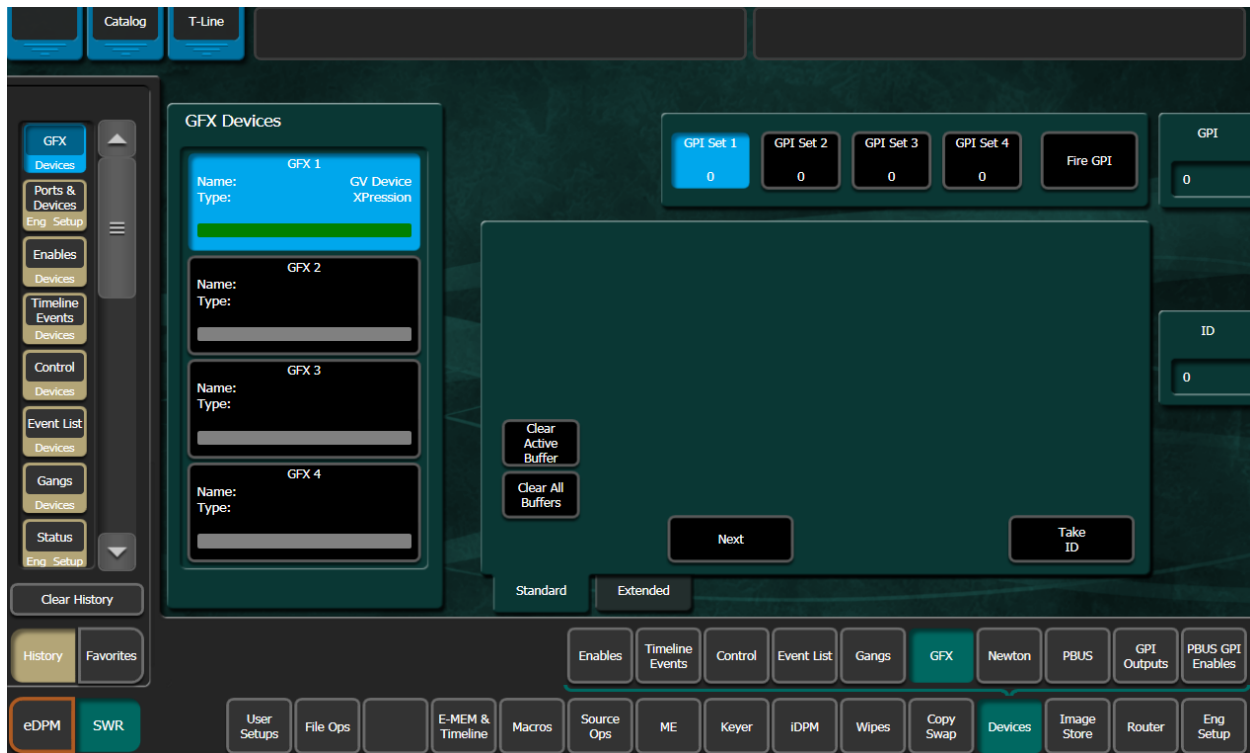 Catalog
T-Line
GFX
Devices
Ports &
Devices
Eng Setup
Enables
Devices
Timeline
Events
Devices
Control
Devices
Event List
Devices
Gangs
Devices
Status
Eng Setup
Clear History
History
Favorites
eDPM
SWR
GFX Devices
GFX 1
Name: GV Device
Type: XPression
GFX 2
Name:
Type:
GFX 3
Name:
Type:
GFX 4
Name:
Type:
GPI Set 1
0
GPI Set 2
0
GPI Set 3
0
GPI Set 4
0
Fire GPI
GPI
0
ID
0
Clear
Active
Buffer
Clear All
Buffers
Next
Take
ID
Standard
Extended
Enables
Timeline
Events
Control
Event List
Gangs
GFX
Newton
PBUS
GPI
Outputs
PBUS GPI
Enables
User
Setups
File Ops
E-MEM &
Timeline
Macros
Source
Ops
ME
Keyer
iDPM
Wipes
Copy
Swap
Devices
Image
Store
Router
Eng
Setup